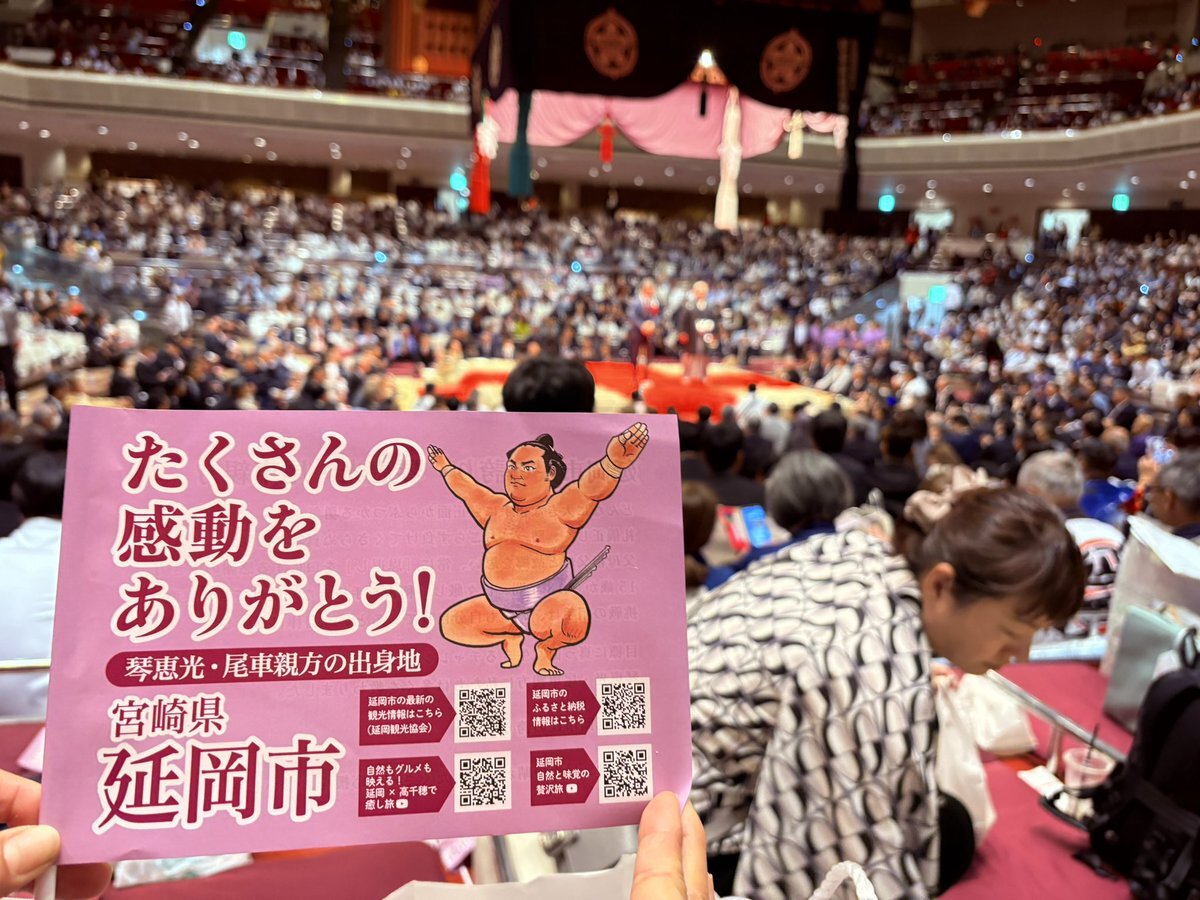 たくさんの
感動を
ありがとう!
琴恵光・尾車親方の出身地
宮崎県
延岡市
延岡市の最新の
観光情報はこちら
(延岡観光協会)
延岡市の
ふるさと納税
情報はこちら
自然もグルメも
映える!
延岡×高千穂で
癒し旅
延岡市
自然と味覚の
贅沢旅